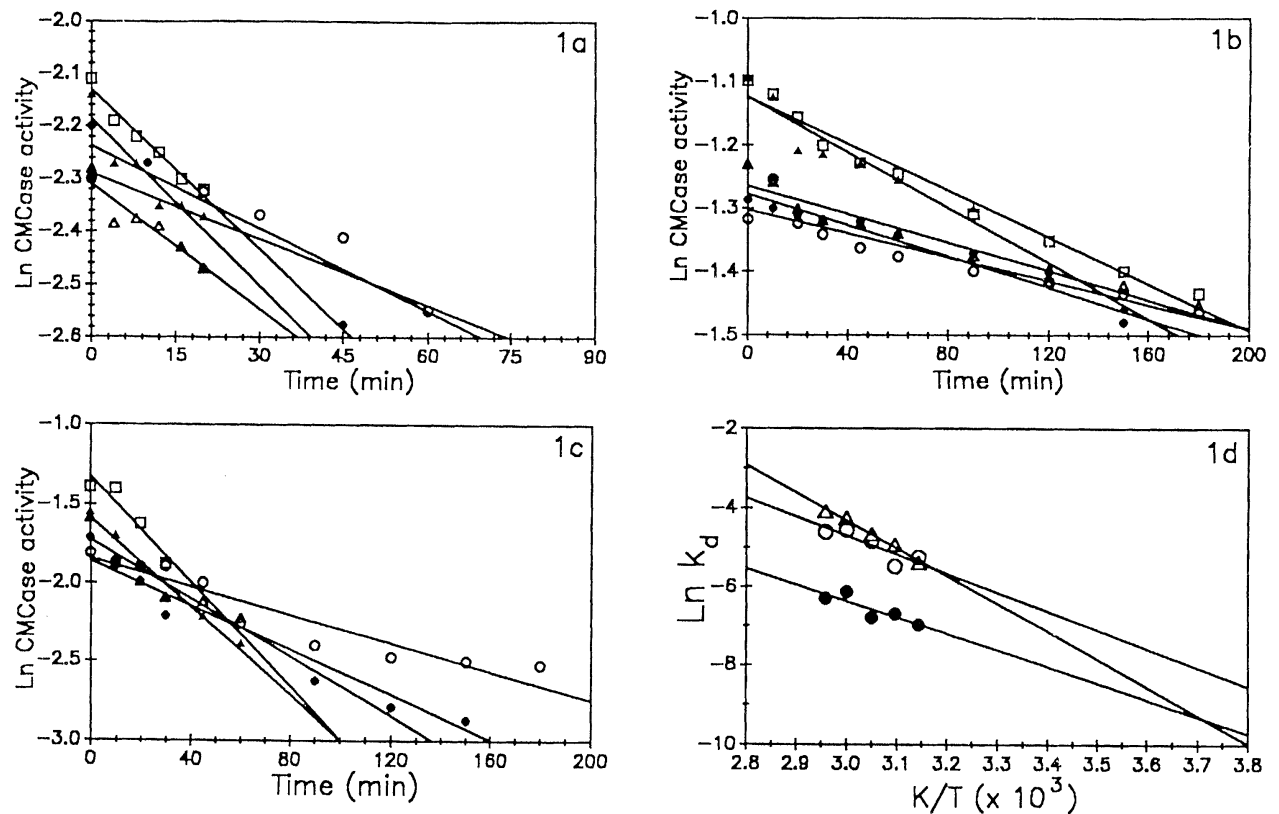 1a
Ln CMCase activity
−2.0
−2.1
−2.2
−2.3
−2.4
−2.5
−2.6
0 15 30 45 60 75 90
Time (min)
1b
Ln CMCase activity
−1.0
−1.1
−1.2
−1.3
−1.4
−1.5
0 40 80 120 160 200
Time (min)
1c
Ln CMCase activity
−1.0
−1.5
−2.0
−2.5
−3.0
0 40 80 120 160 200
Time (min)
1d
Ln k_d
−2
−4
−6
−8
−10
2.8 2.9 3.0 3.1 3.2 3.3 3.4 3.5 3.6 3.7 3.8
K/T (x 10³)